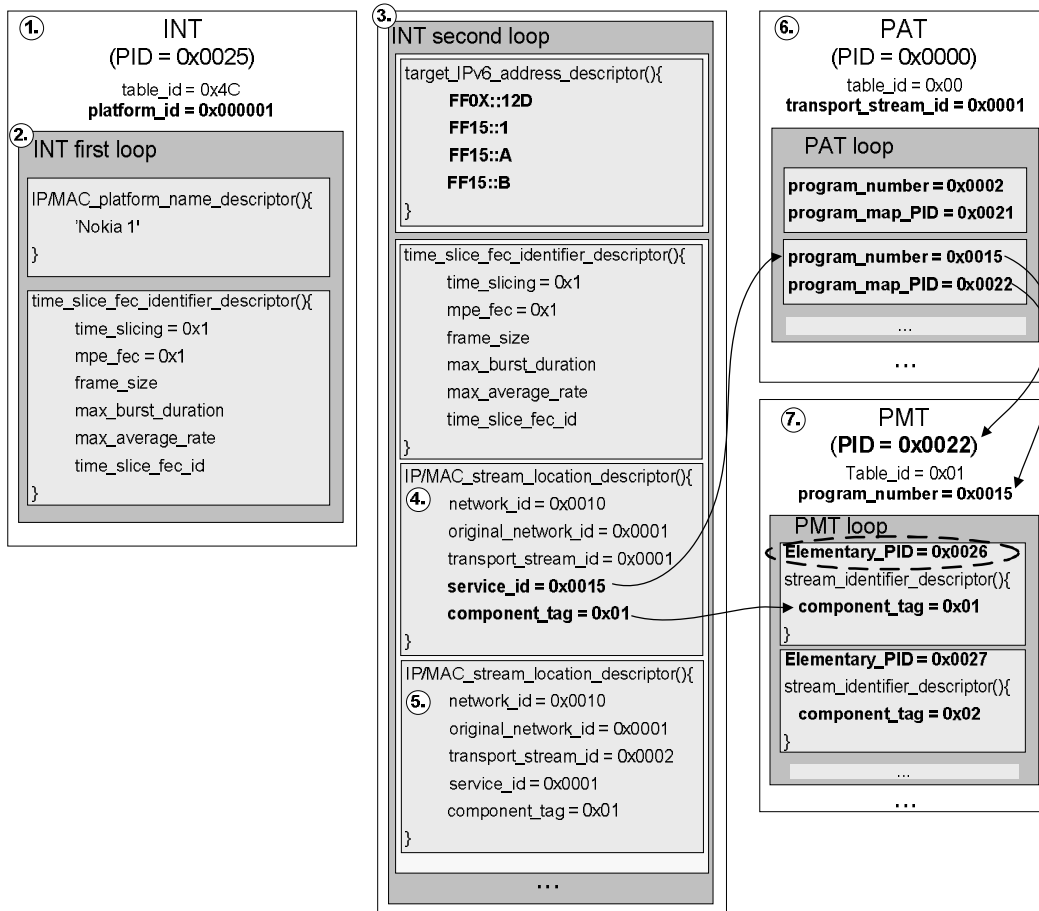 1.
INT
(PID = 0x0025)
table_id = 0x4C
platform_id = 0x000001
2.
INT first loop
IP/MAC_platform_name_descriptor(){
'Nokia 1'
}
time_slice_fec_identifier_descriptor(){
time_slicing = 0x1
mpe_fec = 0x1
frame_size
max_burst_duration
max_average_rate
time_slice_fec_id
}
3.
INT second loop
target_IPv6_address_descriptor(){
FF0X::12D
FF15::1
FF15::A
FF15::B
}
time_slice_fec_identifier_descriptor(){
time_slicing = 0x1
mpe_fec = 0x1
frame_size
max_burst_duration
max_average_rate
time_slice_fec_id
}
IP/MAC_stream_location_descriptor(){
4.
network_id = 0x0010
original_network_id = 0x0001
transport_stream_id = 0x0001
service_id = 0x0015
component_tag = 0x01
}
IP/MAC_stream_location_descriptor(){
5.
network_id = 0x0010
original_network_id = 0x0001
transport_stream_id = 0x0002
service_id = 0x0001
component_tag = 0x01
}
...
6.
PAT
(PID = 0x0000)
table_id = 0x00
transport_stream_id = 0x0001
PAT loop
program_number = 0x0002
program_map_PID = 0x0021
program_number = 0x0015
program_map_PID = 0x0022
...
...
7.
PMT
(PID = 0x0022)
Table_id = 0x01
program_number = 0x0015
PMT loop
Elementary_PID = 0x0026
stream_identifier_descriptor(){
component_tag = 0x01
}
Elementary_PID = 0x0027
stream_identifier_descriptor(){
component_tag = 0x02
}
...
...